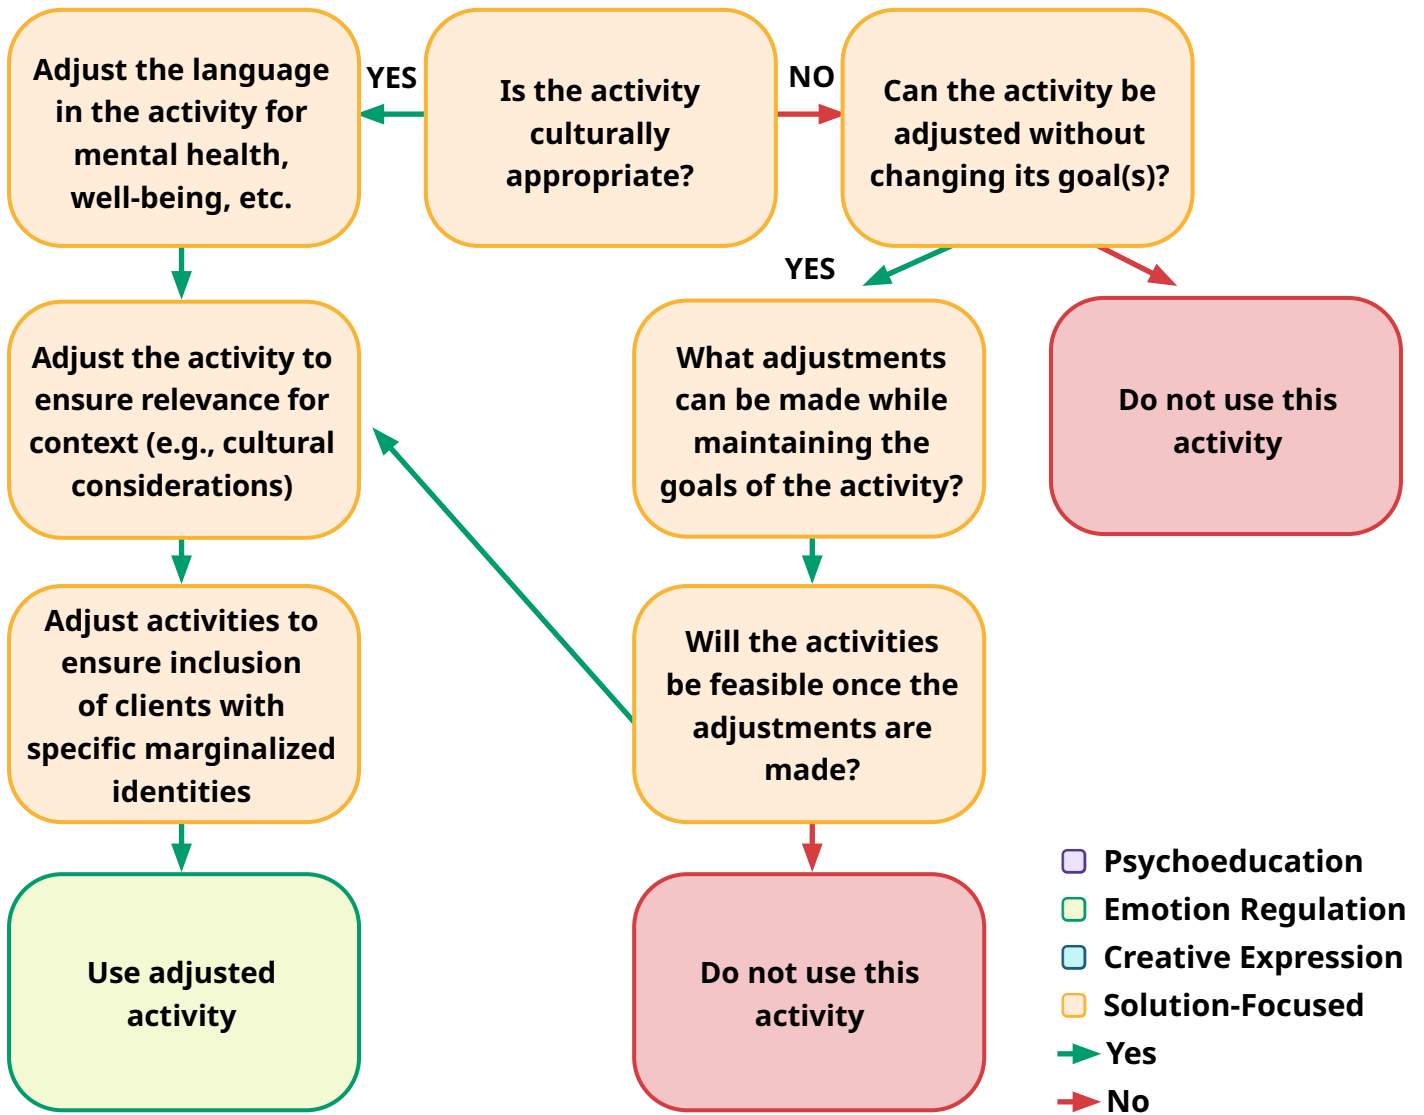 Adjust the language
in the activity for
mental health,
well-being, etc.
YES
Is the activity
culturally
appropriate?
NO
Can the activity be
adjusted without
changing its goal(s)?
YES
Adjust the activity to
ensure relevance for
context (e.g., cultural
considerations)
What adjustments
can be made while
maintaining the
goals of the activity?
Do not use this
activity
Adjust activities to
ensure inclusion
of clients with
specific marginalized
identities
Will the activities
be feasible once the
adjustments are
made?
Use adjusted
activity
Do not use this
activity
Psychoeducation
Emotion Regulation
Creative Expression
Solution-Focused
Yes
No